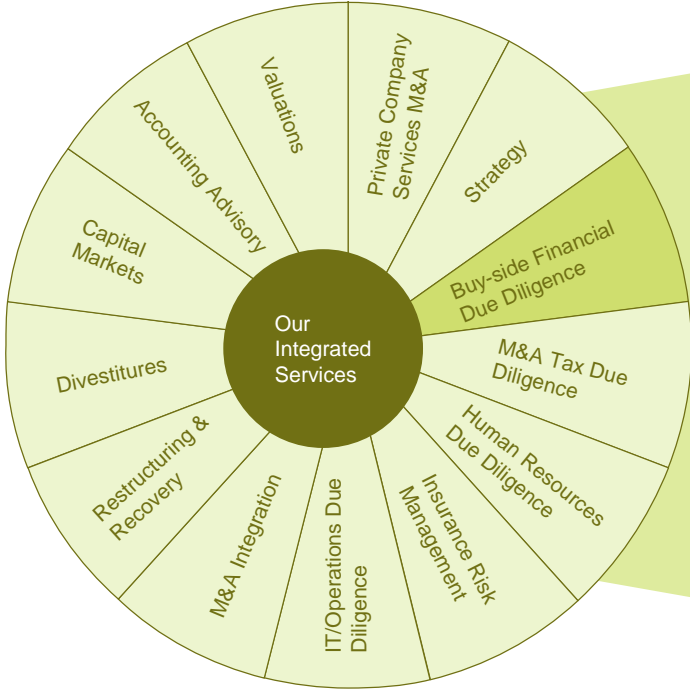 Our
Integrated
Services
Private Company
Services M&A
Strategy
Buy-side Financial
Due Diligence
M&A Tax Due
Diligence
Human Resources
Due Diligence
Insurance Risk
Management
IT/Operations Due
Diligence
M&A Integration
Restructuring &
Recovery
Divestitures
Capital
Markets
Accounting Advisory
Valuations